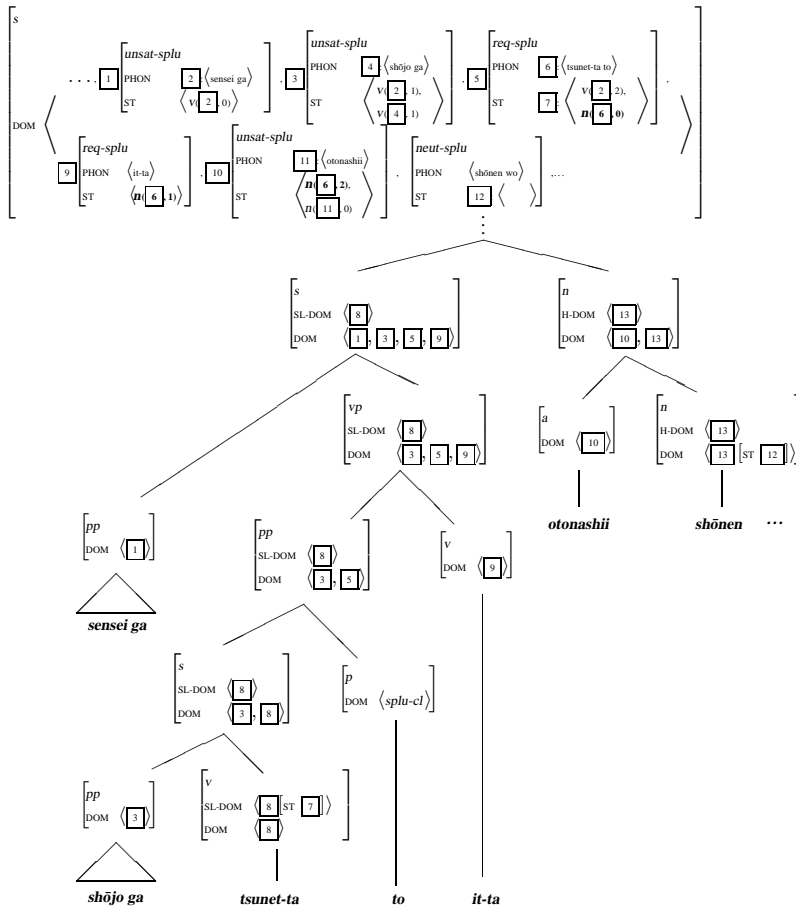 s
unsat-splu unsat-splu req-splu
. . . , 1 PHON 2 :⟨sensei ga⟩ , 3 PHON 4 :⟨shōjo ga⟩ , 5 PHON 6 :⟨tsunet-ta to⟩ ,
ST ⟨v( 2 , 0)⟩ ST ⟨v( 2 , 1), v( 4 , 1)⟩ ST 7 :⟨v( 2 , 2), n( 6 , 0)⟩
DOM
req-splu unsat-splu neut-splu
9 PHON ⟨it-ta⟩ , 10 PHON 11 :⟨otonashii⟩ , PHON ⟨shōnen wo⟩ ,...
ST ⟨n( 6 , 1)⟩ ST ⟨n( 6 , 2), n( 11 , 0)⟩ ST 12 :⟨ ⟩
s n
SL-DOM ⟨ 8 ⟩ H-DOM ⟨ 13 ⟩
DOM ⟨ 1 , 3 , 5 , 9 ⟩ DOM ⟨ 10 , 13 ⟩
vp a n
SL-DOM ⟨ 8 ⟩ DOM ⟨ 10 ⟩ H-DOM ⟨ 13 ⟩
DOM ⟨ 3 , 5 , 9 ⟩ DOM ⟨ 13 [ST 12 ]⟩
otonashii shōnen ...
pp pp v
DOM ⟨ 1 ⟩ SL-DOM ⟨ 8 ⟩ DOM ⟨ 9 ⟩
DOM ⟨ 3 , 5 ⟩
sensei ga
s p
SL-DOM ⟨ 8 ⟩ DOM ⟨splu-cl⟩
DOM ⟨ 3 , 8 ⟩
pp v
DOM ⟨ 3 ⟩ SL-DOM ⟨ 8 [ST 7 ]⟩
DOM ⟨ 8 ⟩
shōjo ga tsunet-ta to it-ta